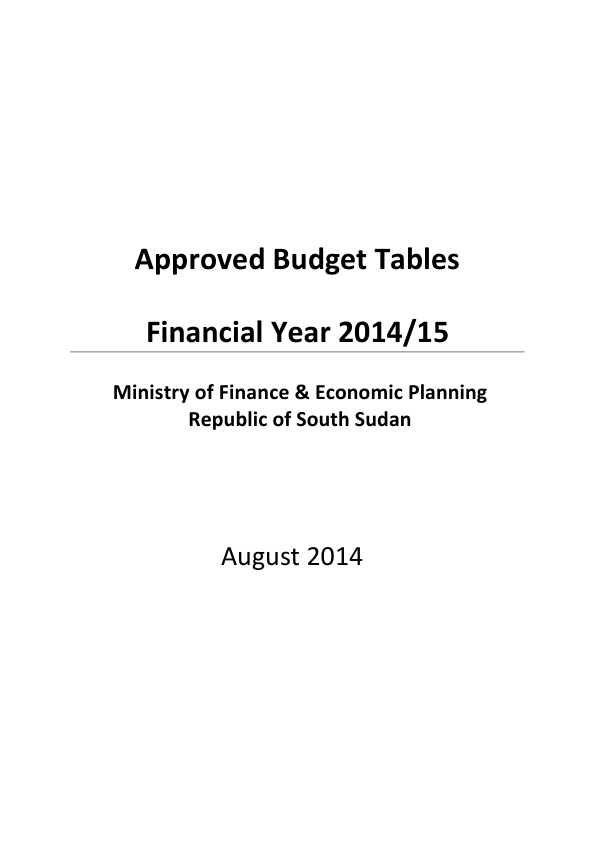 Approved Budget Tables
Financial Year 2014/15
Ministry of Finance & Economic Planning
Republic of South Sudan
August 2014